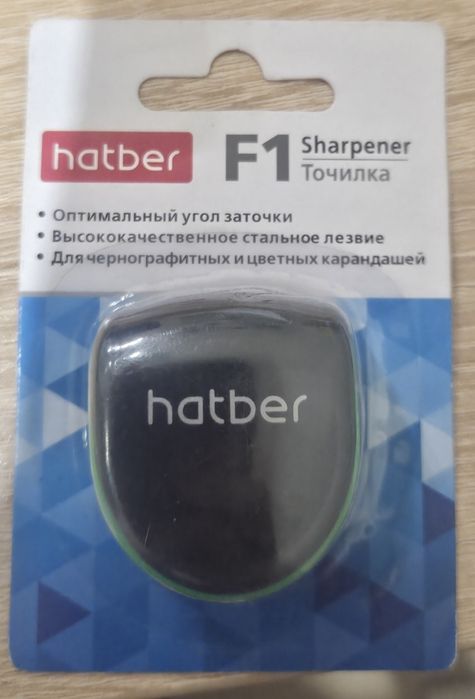 hatber
F1
Sharpener
Точилка
• Оптимальный угол заточки
• Высококачественное стальное лезвие
• Для чернографитных и цветных карандашей
hatber